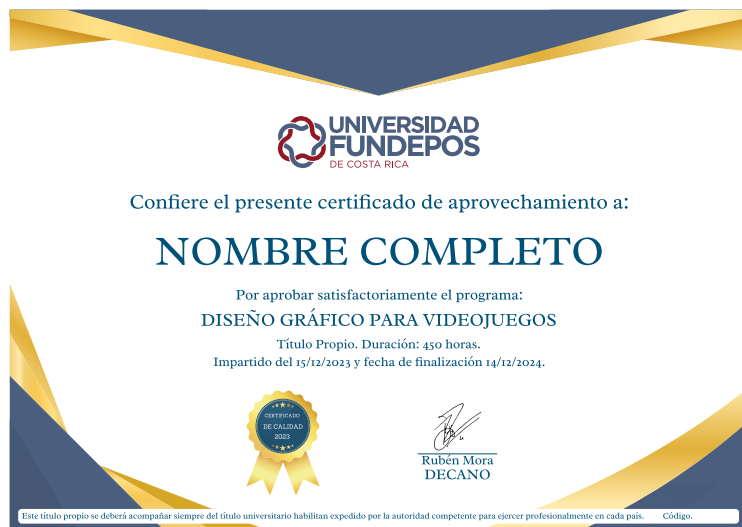 UNIVERSIDAD
FUNDEPOS
DE COSTA RICA
Confiere el presente certificado de aprovechamiento a:
NOMBRE COMPLETO
Por aprobar satisfactoriamente el programa:
DISEÑO GRÁFICO PARA VIDEOJUEGOS
Título Propio. Duración: 450 horas.
Impartido del 15/12/2023 y fecha de finalización 14/12/2024.
CERTIFICADO
DE CALIDAD
2023
Rubén Mora
DECANO
Este título propio se deberá acompañar siempre del título universitario habilitan expedido por la autoridad competente para ejercer profesionalmente en cada país. Código.